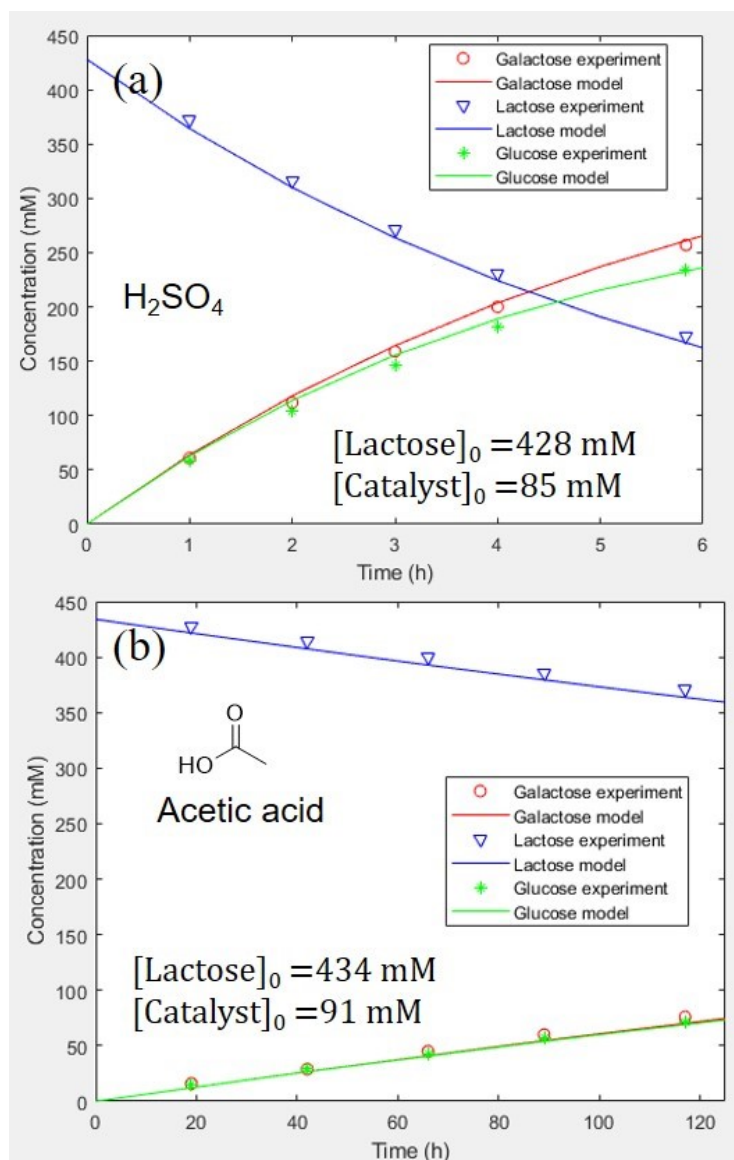 450
400
350
300
250
200
150
100
50
0
Concentration (mM)
(a)
Galactose experiment
Galactose model
Lactose experiment
Lactose model
Glucose experiment
Glucose model
H₂SO₄
[Lactose]₀ =428 mM
[Catalyst]₀ =85 mM
0 1 2 3 4 5 6
Time (h)
450
400
350
300
250
200
150
100
50
0
Concentration (mM)
(b)
O
HO
Acetic acid
Galactose experiment
Galactose model
Lactose experiment
Lactose model
Glucose experiment
Glucose model
[Lactose]₀ =434 mM
[Catalyst]₀ =91 mM
0 20 40 60 80 100 120
Time (h)